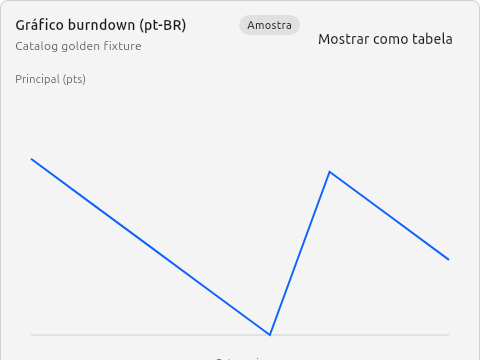 Gráfico burndown (pt-BR)
Amostra
Catalog golden fixture
Mostrar como tabela
Principal (pts)